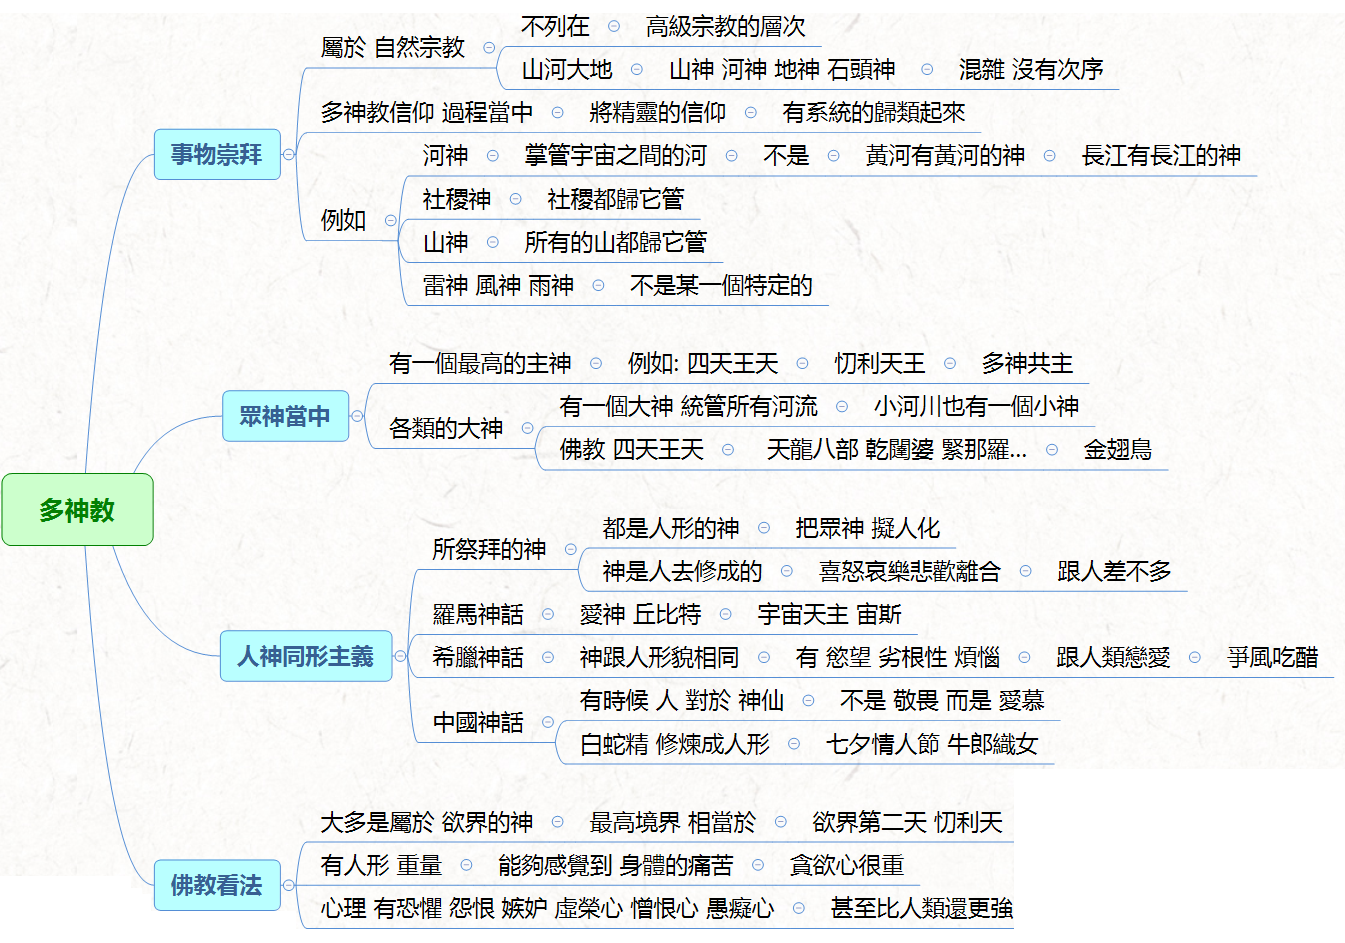 不列在 高級宗教的層次
屬於 自然宗教
山河大地 山神 河神 地神 石頭神 混雜 沒有次序
多神教信仰 過程當中 將精靈的信仰 有系統的歸類起來
事物崇拜
河神 掌管宇宙之間的河 不是 黃河有黃河的神 長江有長江的神
社稷神 社稷都歸它管
例如
山神 所有的山都歸它管
雷神 風神 雨神 不是某一個特定的
有一個最高的主神 例如: 四天王天 忉利天王 多神共主
眾神當中
有一個大神 統管所有河流 小河川也有一個小神
各類的大神
佛教 四天王天 天龍八部 乾闥婆 緊那羅... 金翅鳥
多神教
都是人形的神 把眾神 擬人化
所祭拜的神
神是人去修成的 喜怒哀樂悲歡離合 跟人差不多
羅馬神話 愛神 丘比特 宇宙天主 宙斯
人神同形主義
希臘神話 神跟人形貌相同 有 慾望 劣根性 煩惱 跟人類戀愛 爭風吃醋
有時候 人 對於 神仙 不是 敬畏 而是 愛慕
中國神話
白蛇精 修煉成人形 七夕情人節 牛郎織女
大多是屬於 欲界的神 最高境界 相當於 欲界第二天 忉利天
有人形 重量 能夠感覺到 身體的痛苦 貪欲心很重
佛教看法
心理 有恐懼 怨恨 嫉妒 虛榮心 憎恨心 愚癡心 甚至比人類還更強